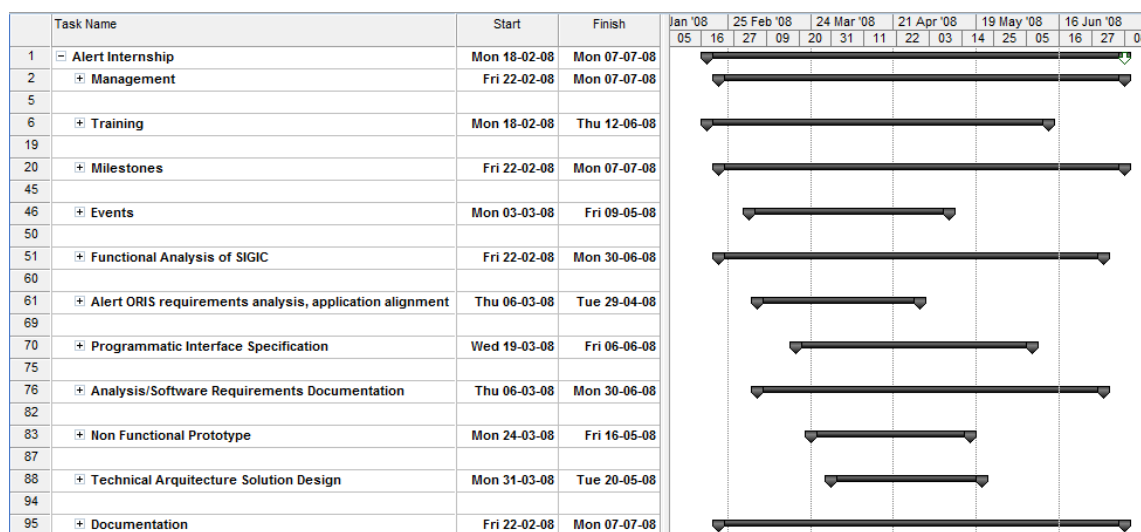 Task Name Start Finish Jan '08 25 Feb '08 24 Mar '08 21 Apr '08 19 May '08 16 Jun '08
05 16 27 09 20 31 11 22 03 14 25 05 16 27 0
1 Alert Internship Mon 18-02-08 Mon 07-07-08
2 Management Fri 22-02-08 Mon 07-07-08
5
6 Training Mon 18-02-08 Thu 12-06-08
19
20 Milestones Fri 22-02-08 Mon 07-07-08
45
46 Events Mon 03-03-08 Fri 09-05-08
50
51 Functional Analysis of SIGIC Fri 22-02-08 Mon 30-06-08
60
61 Alert ORIS requirements analysis, application alignment Thu 06-03-08 Tue 29-04-08
69
70 Programmatic Interface Specification Wed 19-03-08 Fri 06-06-08
75
76 Analysis/Software Requirements Documentation Thu 06-03-08 Mon 30-06-08
82
83 Non Functional Prototype Mon 24-03-08 Fri 16-05-08
87
88 Technical Arquitecture Solution Design Mon 31-03-08 Tue 20-05-08
94
95 Documentation Fri 22-02-08 Mon 07-07-08